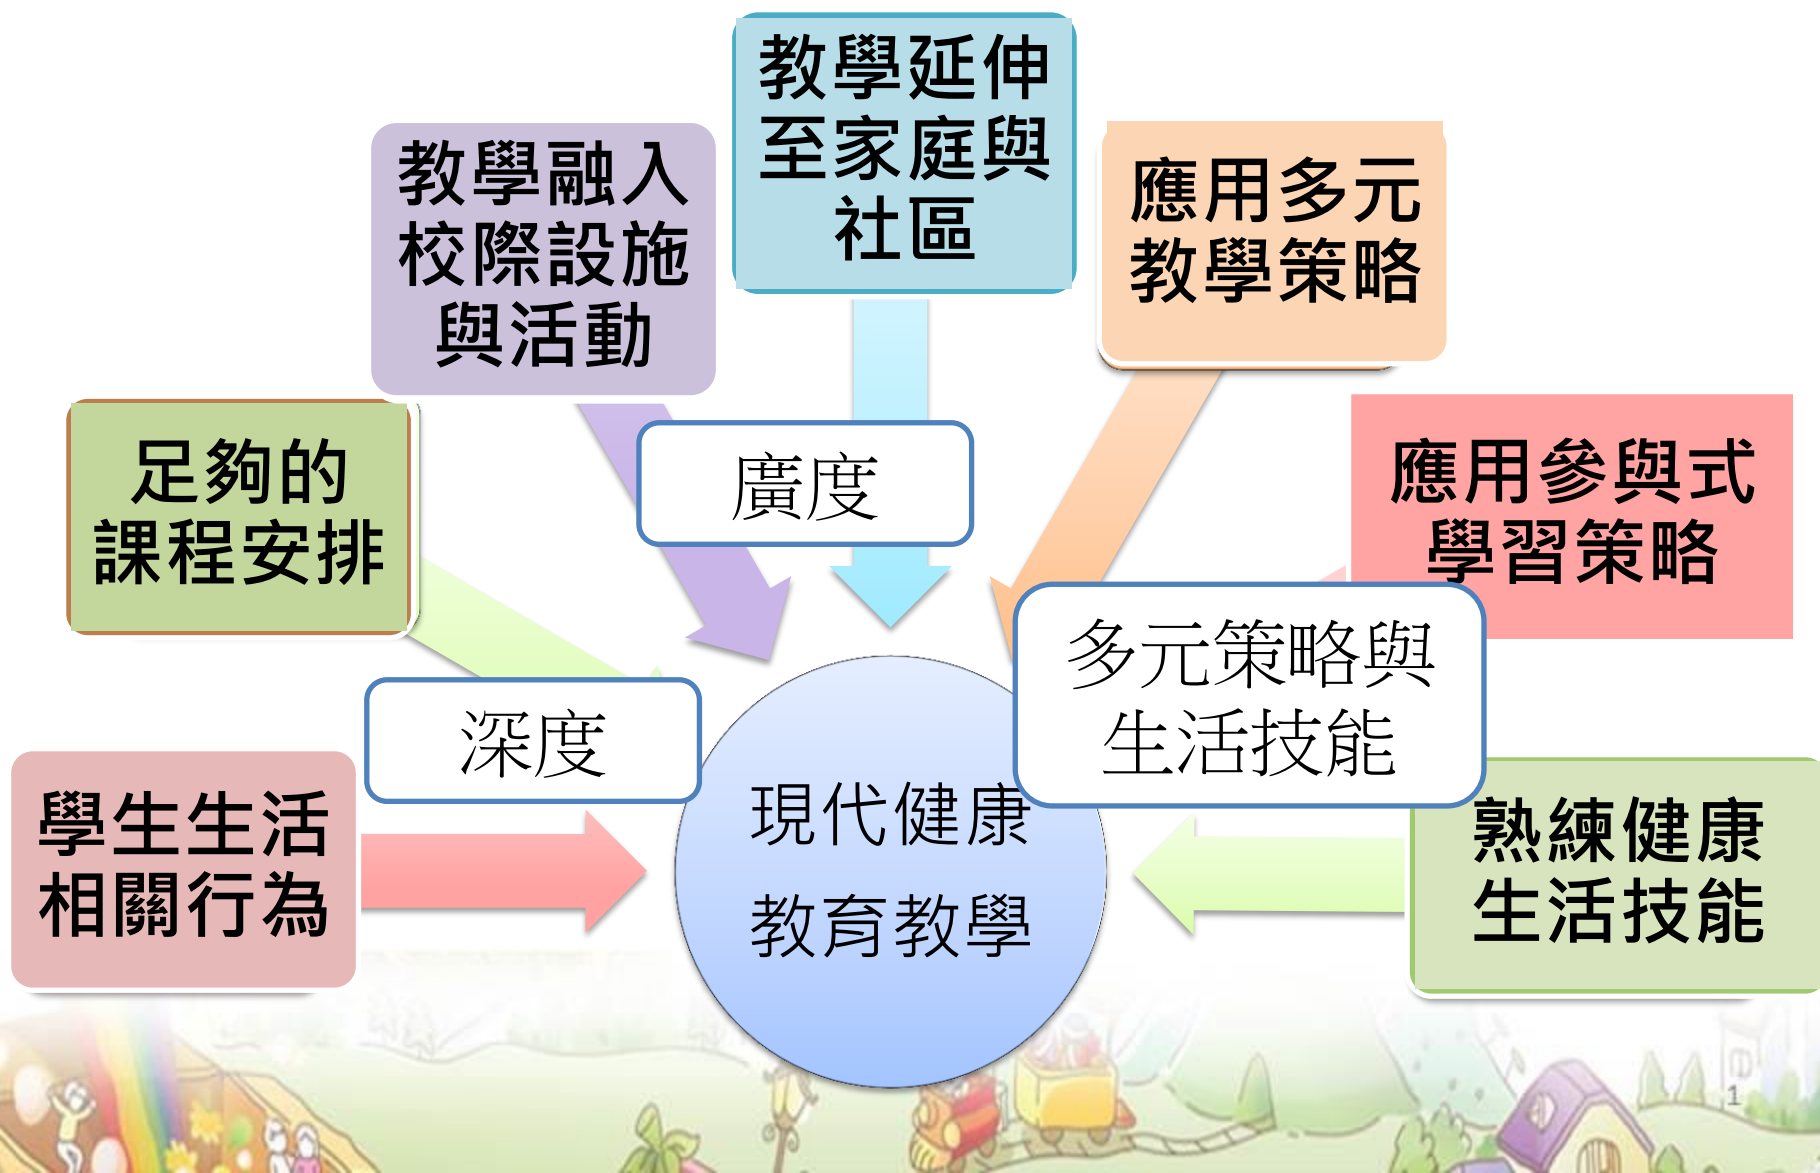 教學延伸
至家庭與
社區
教學融入
校際設施
與活動
應用多元
教學策略
足夠的
課程安排
廣度
應用參與式
學習策略
深度
多元策略與
生活技能
學生生活
相關行為
現代健康
教育教學
熟練健康
生活技能
1